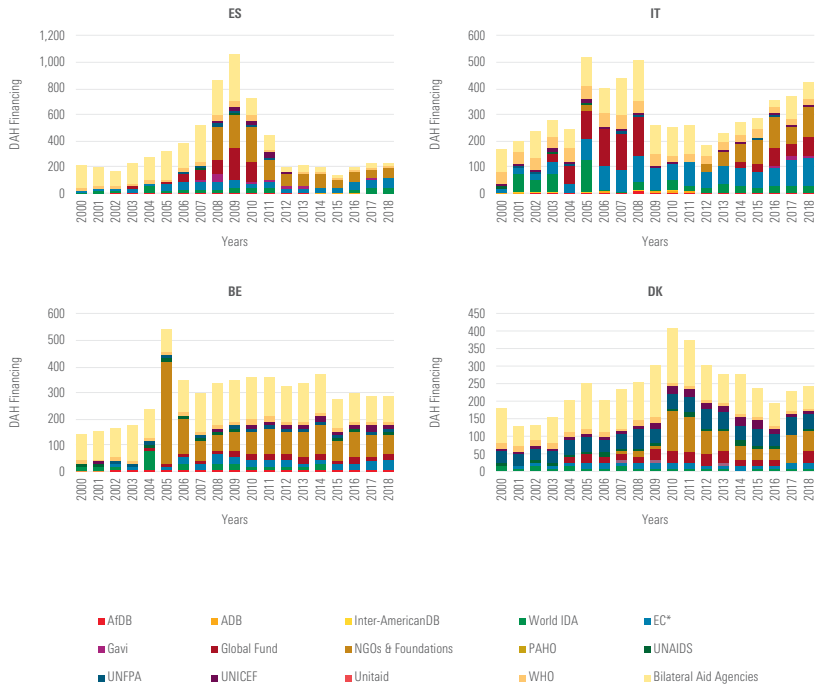 ES
DAH Financing
1,200
1,000
800
600
400
200
0
2000 2001 2002 2003 2004 2005 2006 2007 2008 2009 2010 2011 2012 2013 2014 2015 2016 2017 2018
Years
IT
DAH Financing
600
500
400
300
200
100
0
2000 2001 2002 2003 2004 2005 2006 2007 2008 2009 2010 2011 2012 2013 2014 2015 2016 2017 2018
Years
BE
DAH Financing
600
500
400
300
200
100
0
2000 2001 2002 2003 2004 2005 2006 2007 2008 2009 2010 2011 2012 2013 2014 2015 2016 2017 2018
Years
DK
DAH Financing
450
400
350
300
250
200
150
100
50
0
2000 2001 2002 2003 2004 2005 2006 2007 2008 2009 2010 2011 2012 2013 2014 2015 2016 2017 2018
Years
AfDB ADB Inter-AmericanDB World IDA EC*
Gavi Global Fund NGOs & Foundations PAHO UNAIDS
UNFPA UNICEF Unitaid WHO Bilateral Aid Agencies